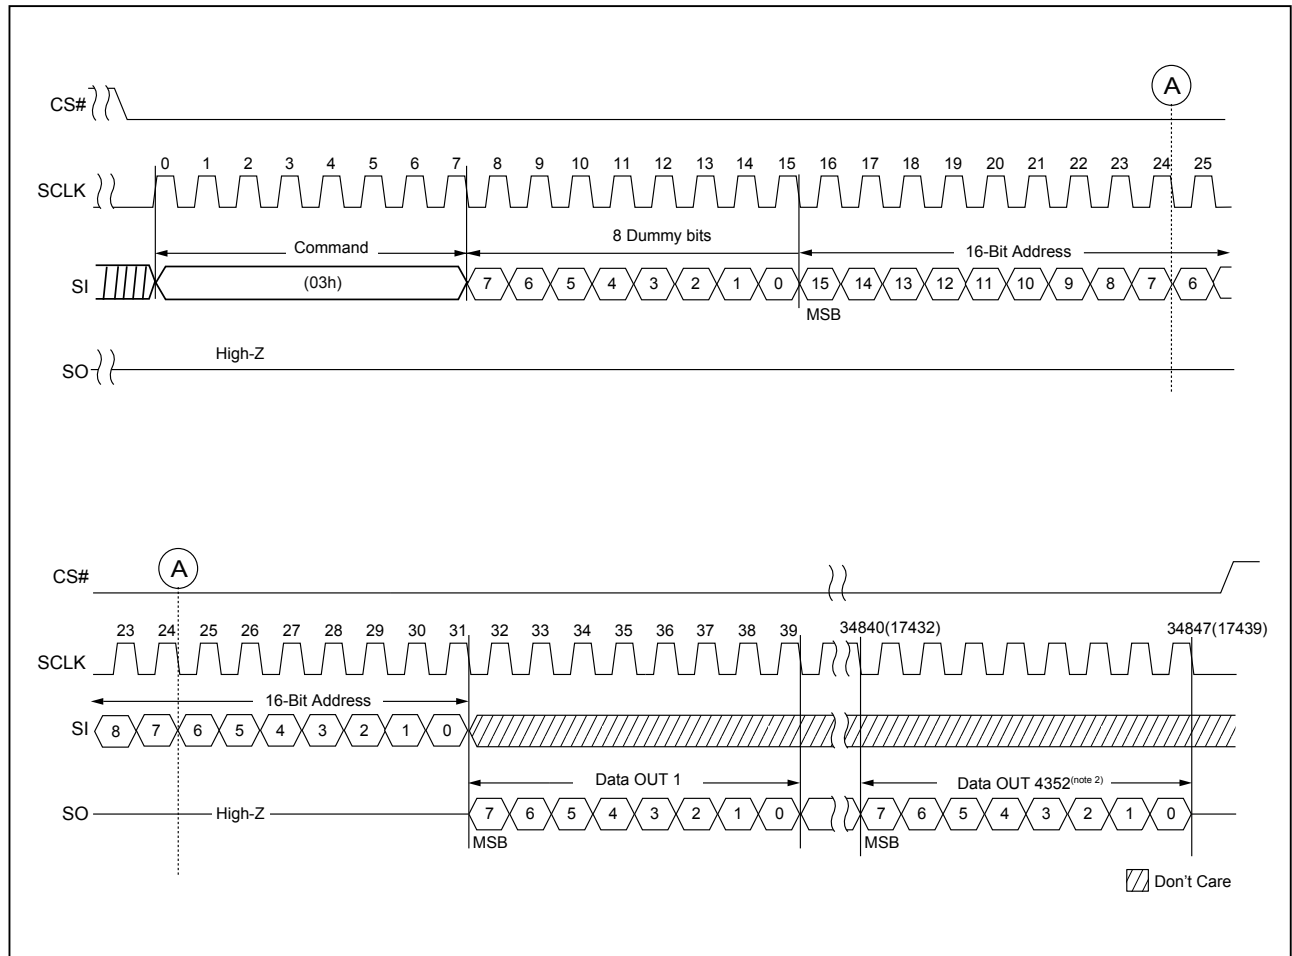 A
CS#
0 1 2 3 4 5 6 7 8 9 10 11 12 13 14 15 16 17 18 19 20 21 22 23 24 25
SCLK
Command 8 Dummy bits 16-Bit Address
SI (03h) 7 6 5 4 3 2 1 0 15 14 13 12 11 10 9 8 7 6
MSB
High-Z
SO
A
CS#
23 24 25 26 27 28 29 30 31 32 33 34 35 36 37 38 39 34840(17432) 34847(17439)
SCLK
16-Bit Address
SI 8 7 6 5 4 3 2 1 0
Data OUT 1 Data OUT 4352(note 2)
SO High-Z 7 6 5 4 3 2 1 0 7 6 5 4 3 2 1 0
MSB MSB
Don't Care